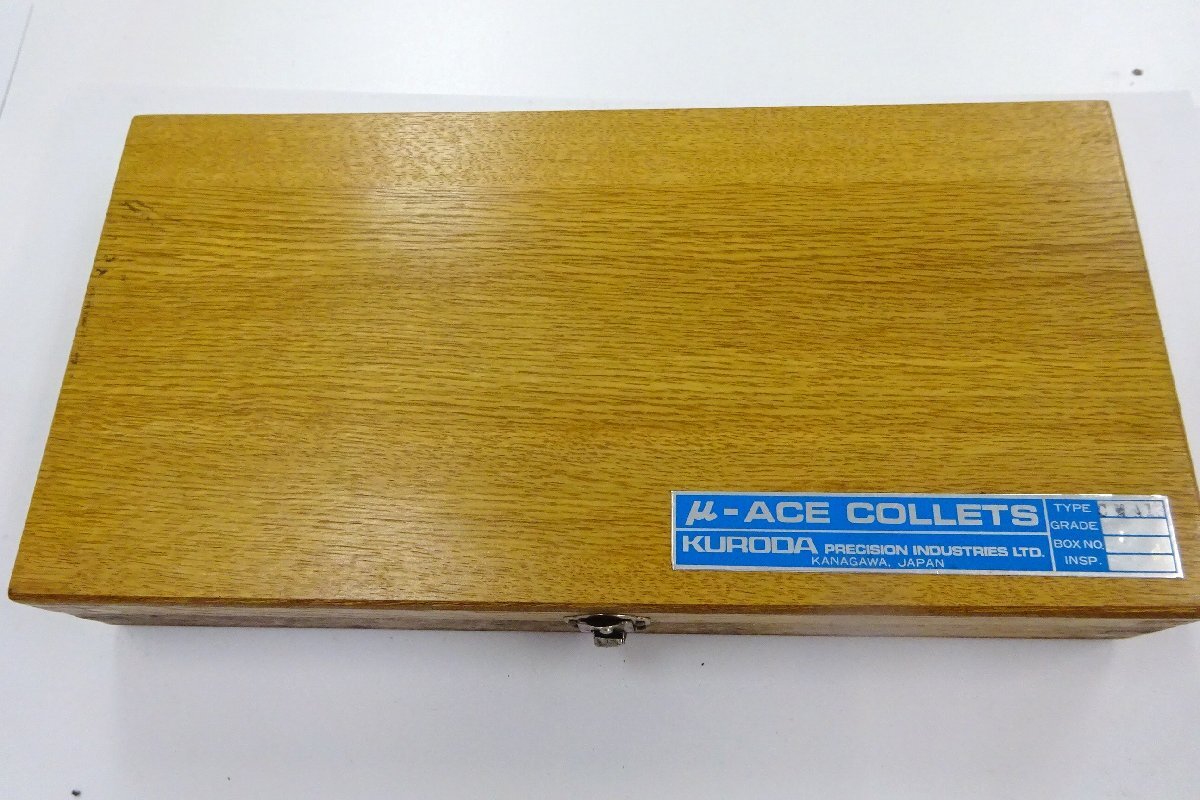 μ-ACE COLLETS
KURODA PRECISION INDUSTRIES LTD.
KANAGAWA, JAPAN
TYPE
GRADE
BOX NO.
INSP.